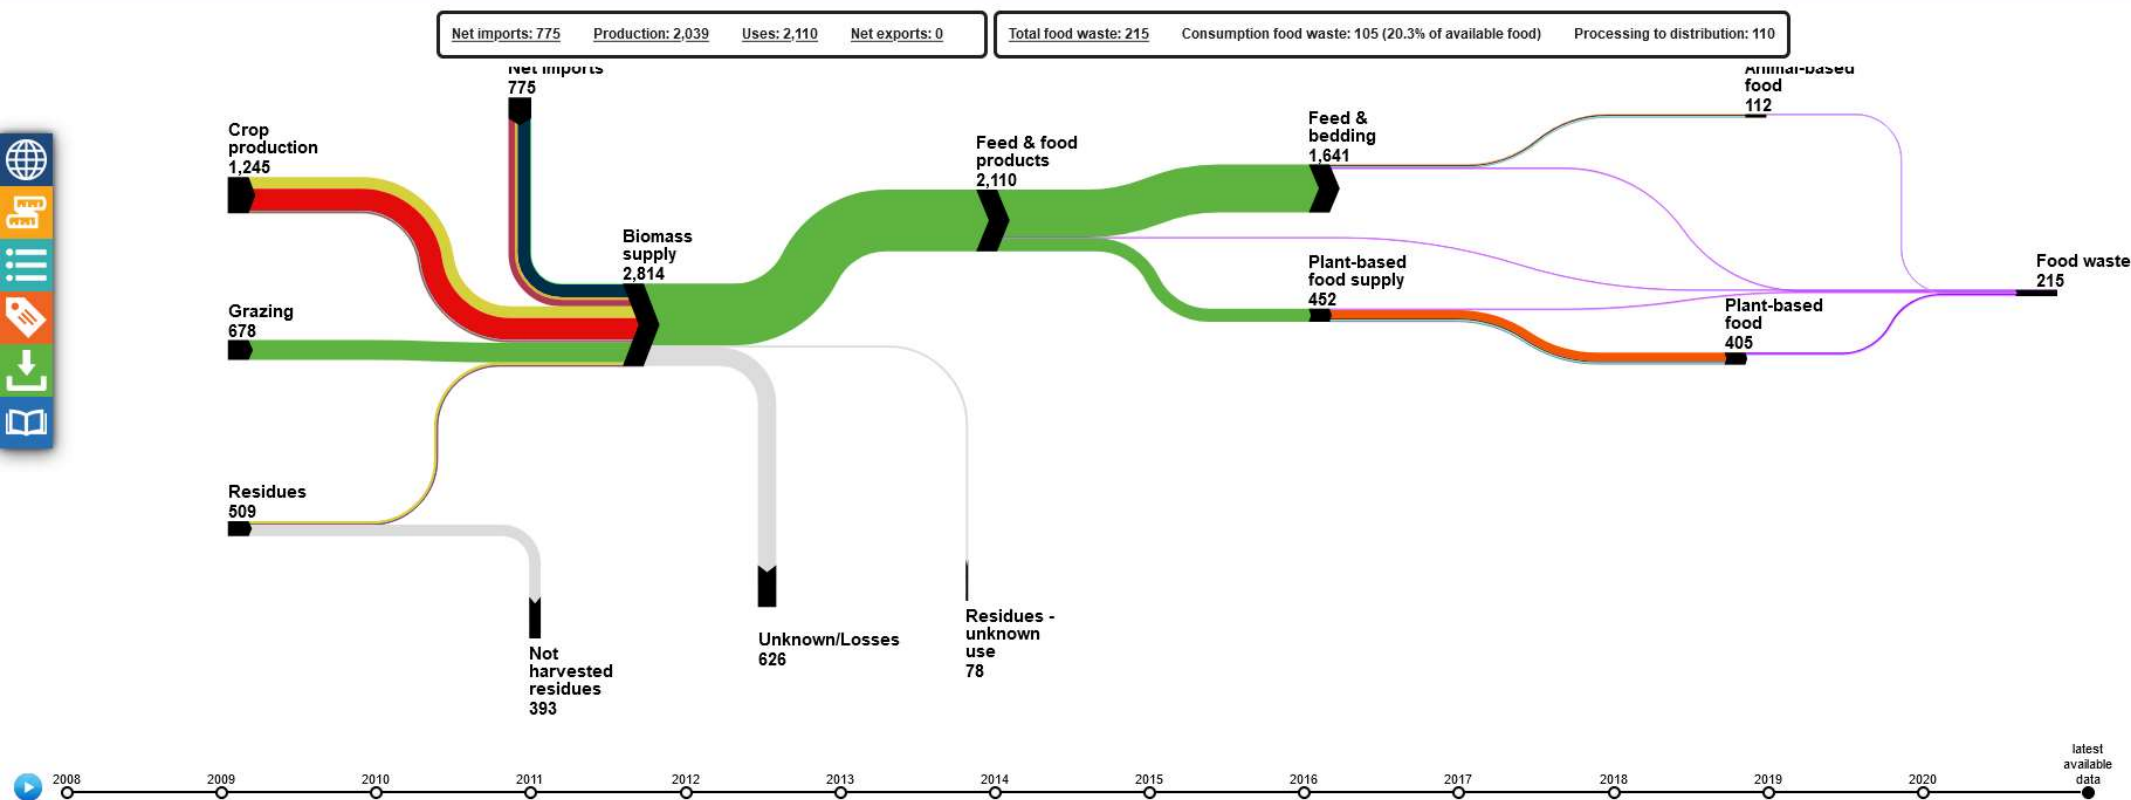 Net imports: 775 Production: 2,039 Uses: 2,110 Net exports: 0
Total food waste: 215 Consumption food waste: 105 (20.3% of available food) Processing to distribution: 110
Net imports
775
Animal-based
food
112
Crop
production
1,245
Feed &
bedding
1,641
Feed & food
products
2,110
Biomass
supply
2,814
Plant-based
food supply
452
Food waste
215
Grazing
678
Plant-based
food
405
Residues
509
Not
harvested
residues
393
Unknown/Losses
626
Residues -
unknown
use
78
2008 2009 2010 2011 2012 2013 2014 2015 2016 2017 2018 2019 2020
latest
available
data